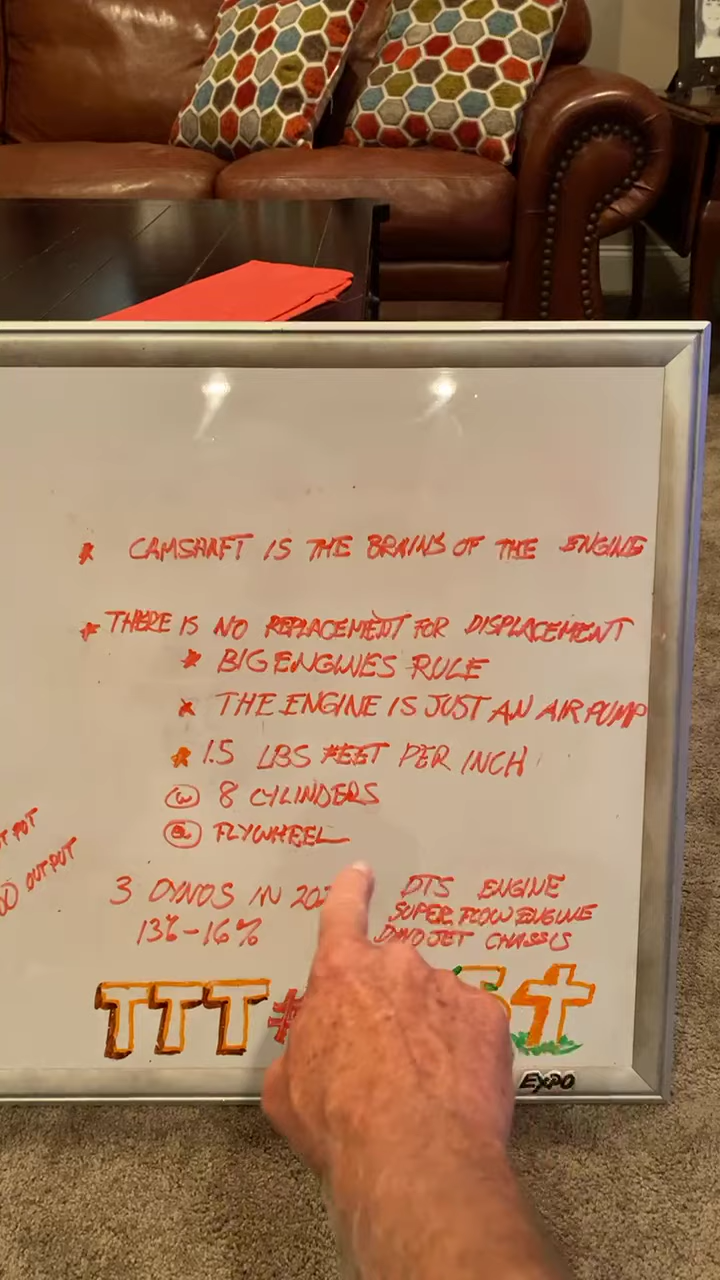 * CAMSHAFT IS THE BRAINS OF THE ENGINE
* THERE IS NO REPLACEMENT FOR DISPLACEMENT
* BIG ENGINES RULE
* THE ENGINE IS JUST AN AIR PUMP
* 1.5 LBS FEET PER INCH
8 CYLINDERS
FLYWHEEL
OUTPUT
3 DYNOS IN
13%-16%
DTS ENGINE
SUPER FLOW ENGINE
DYNOJET CHASSIS
TTT #
EXPO